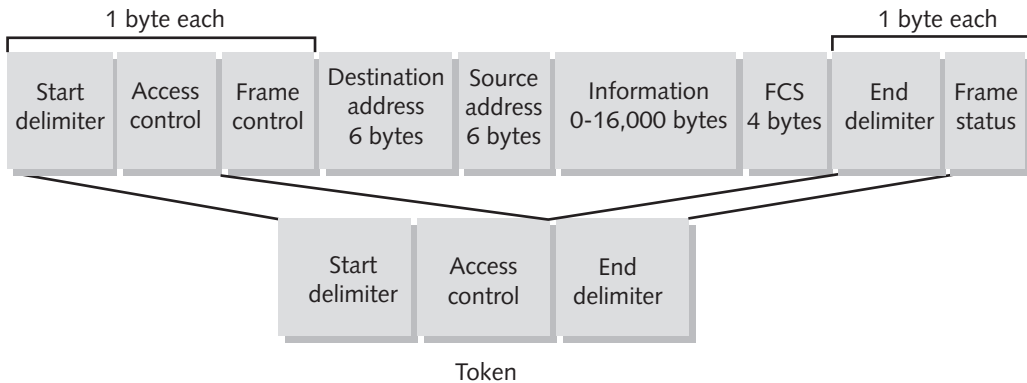 1 byte each
1 byte each
Start
delimiter
Access
control
Frame
control
Destination
address
6 bytes
Source
address
6 bytes
Information
0-16,000 bytes
FCS
4 bytes
End
delimiter
Frame
status
Start
delimiter
Access
control
End
delimiter
Token